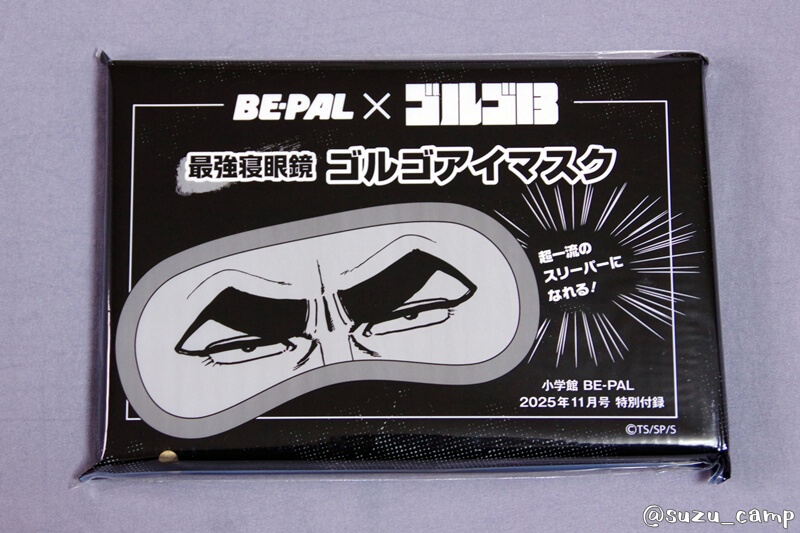 BE-PAL×ゴルゴ13
最強寝眼鏡 ゴルゴアイマスク
超一流の
スリーパーに
なれる!
小学館 BE-PAL
2025年11月号 特別付録
©TS/SP/S
@suzu_camp